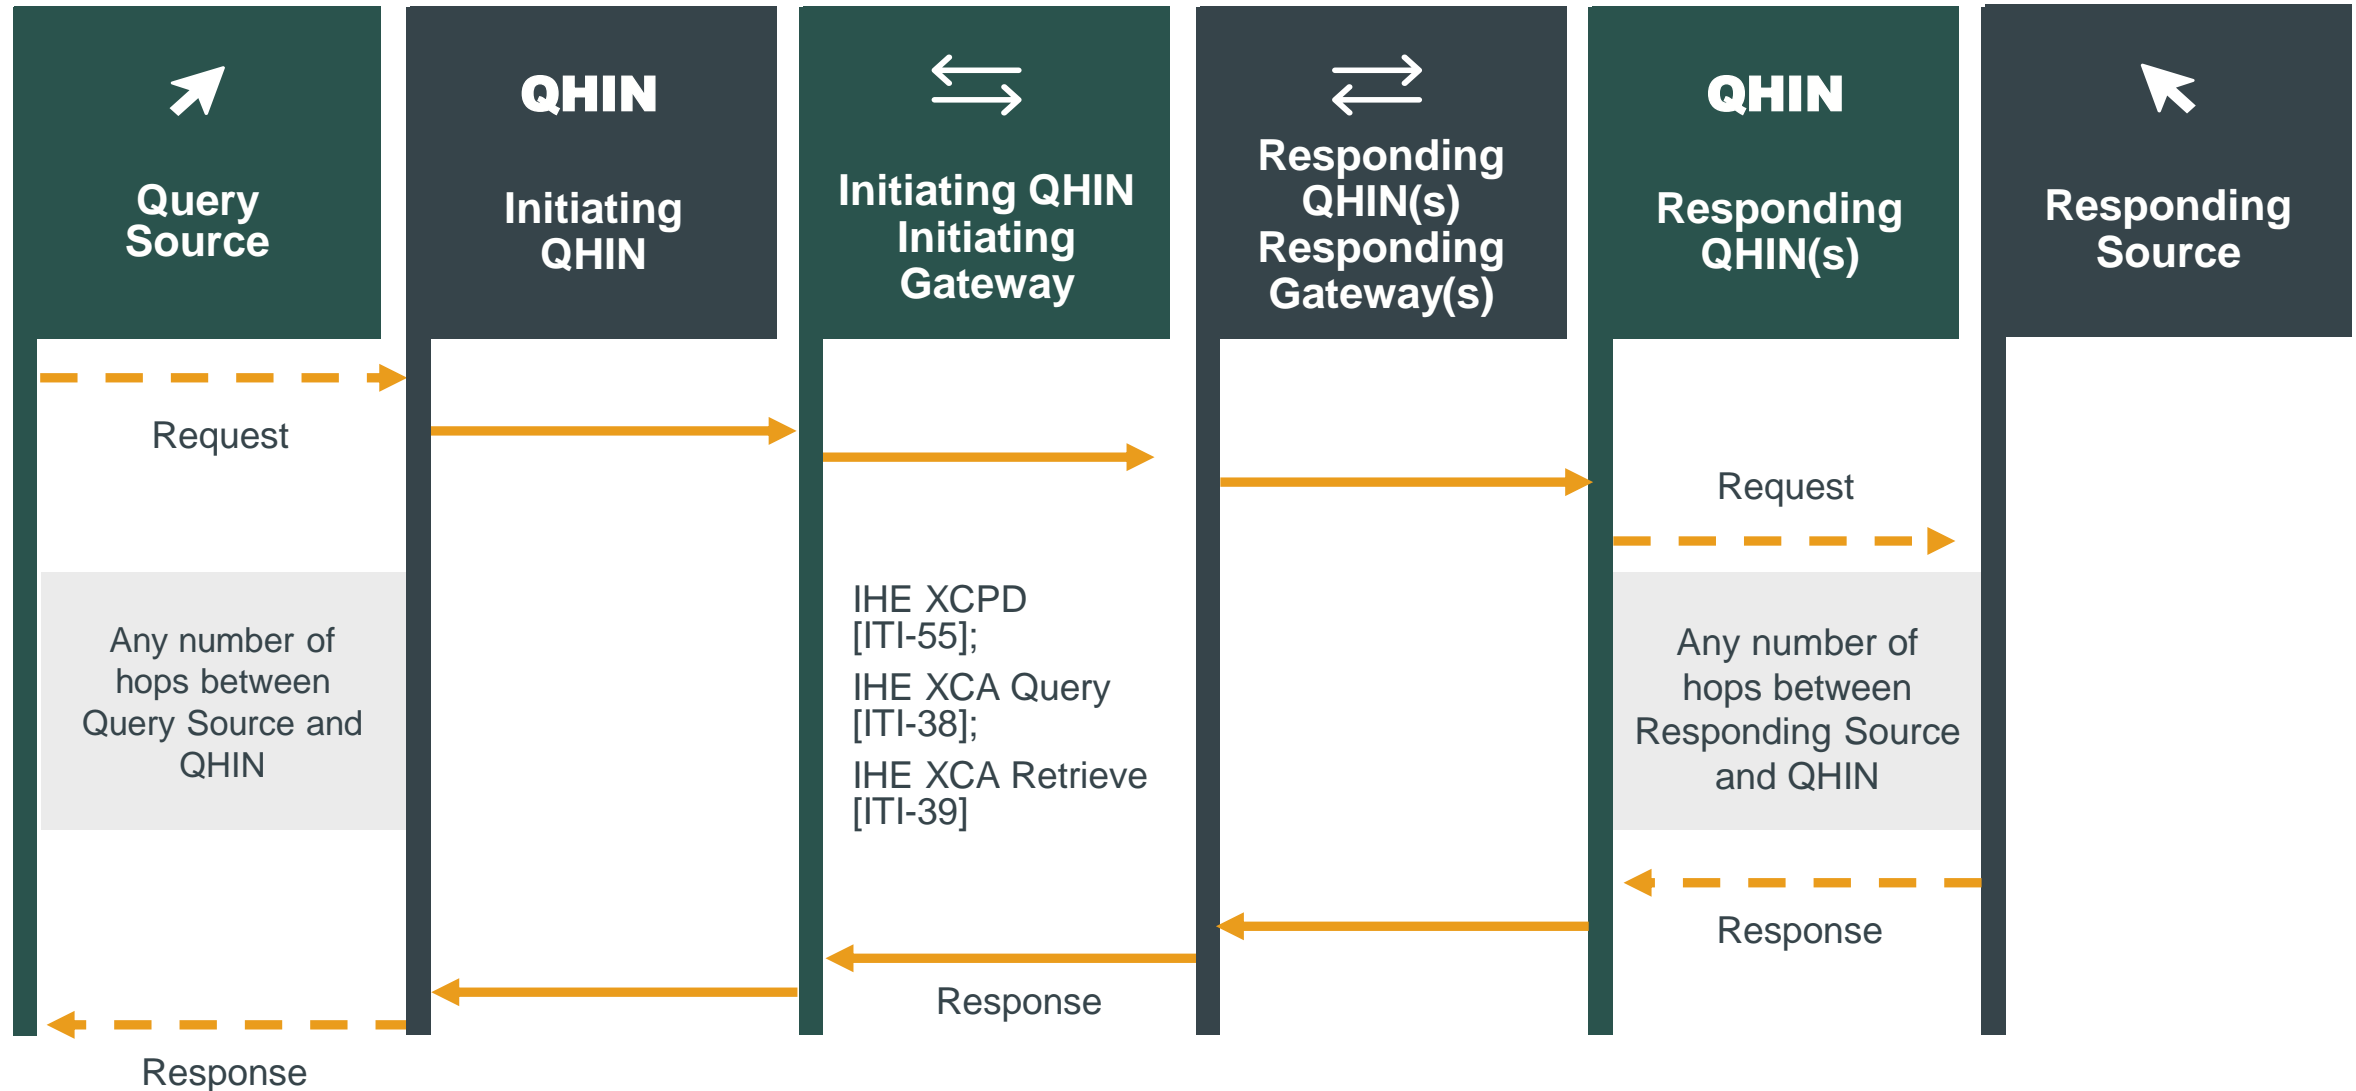 Query
Source
QHIN
Initiating
QHIN
Initiating QHIN
Initiating
Gateway
Responding
QHIN(s)
Responding
Gateway(s)
QHIN
Responding
QHIN(s)
Responding
Source
Request
Request
Any number of
hops between
Query Source and
QHIN
IHE XCPD
[ITI-55];
IHE XCA Query
[ITI-38];
IHE XCA Retrieve
[ITI-39]
Any number of
hops between
Responding Source
and QHIN
Response
Response
Response